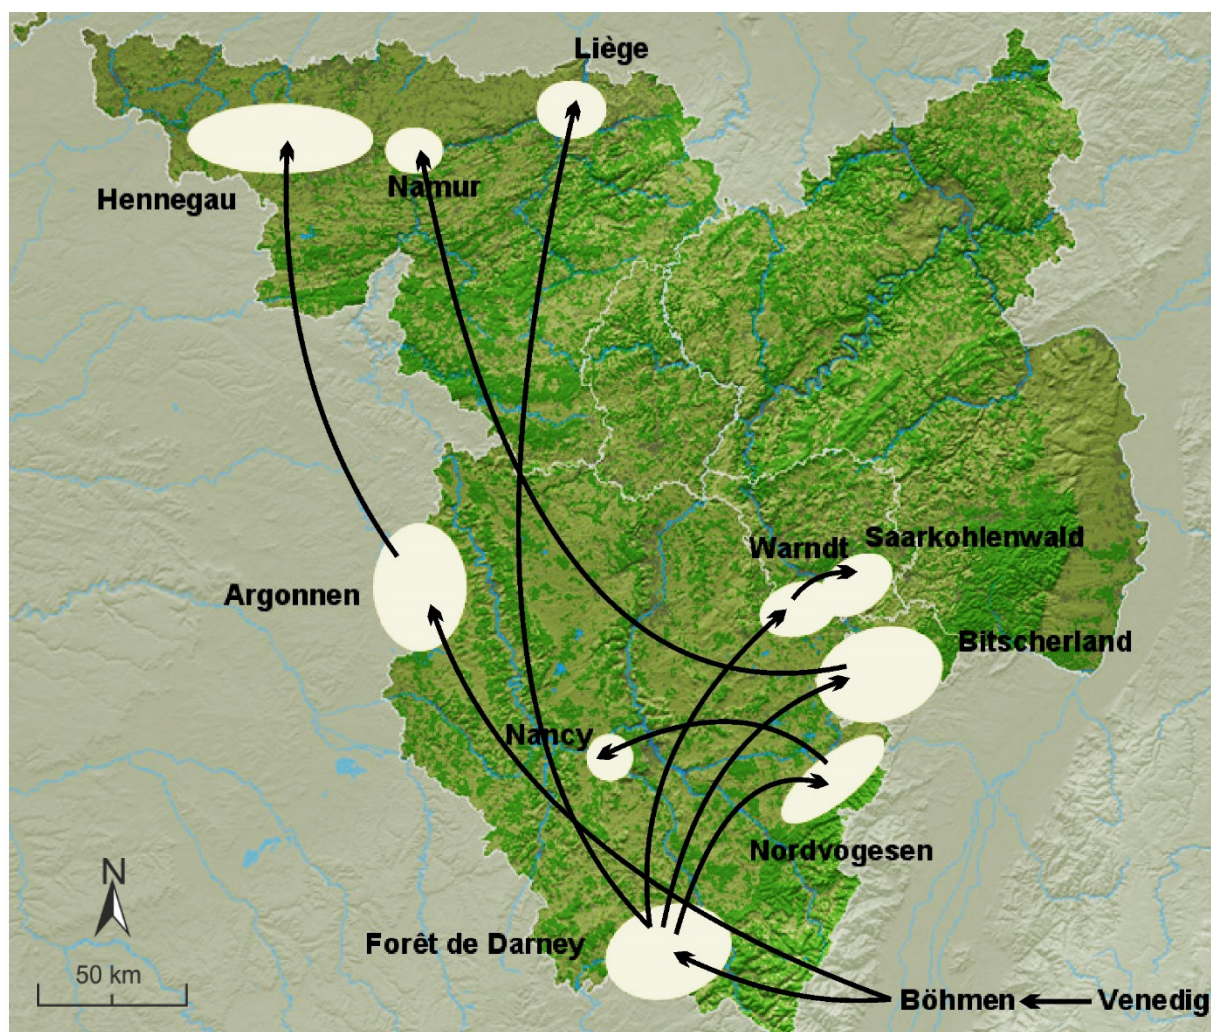 Liège
Hennegau
Namur
Warndt
Saarkohlenwald
Argonnen
Bitscherland
Nancy
Nordvogesen
N
Forêt de Darney
50 km
Böhmen
Venedig